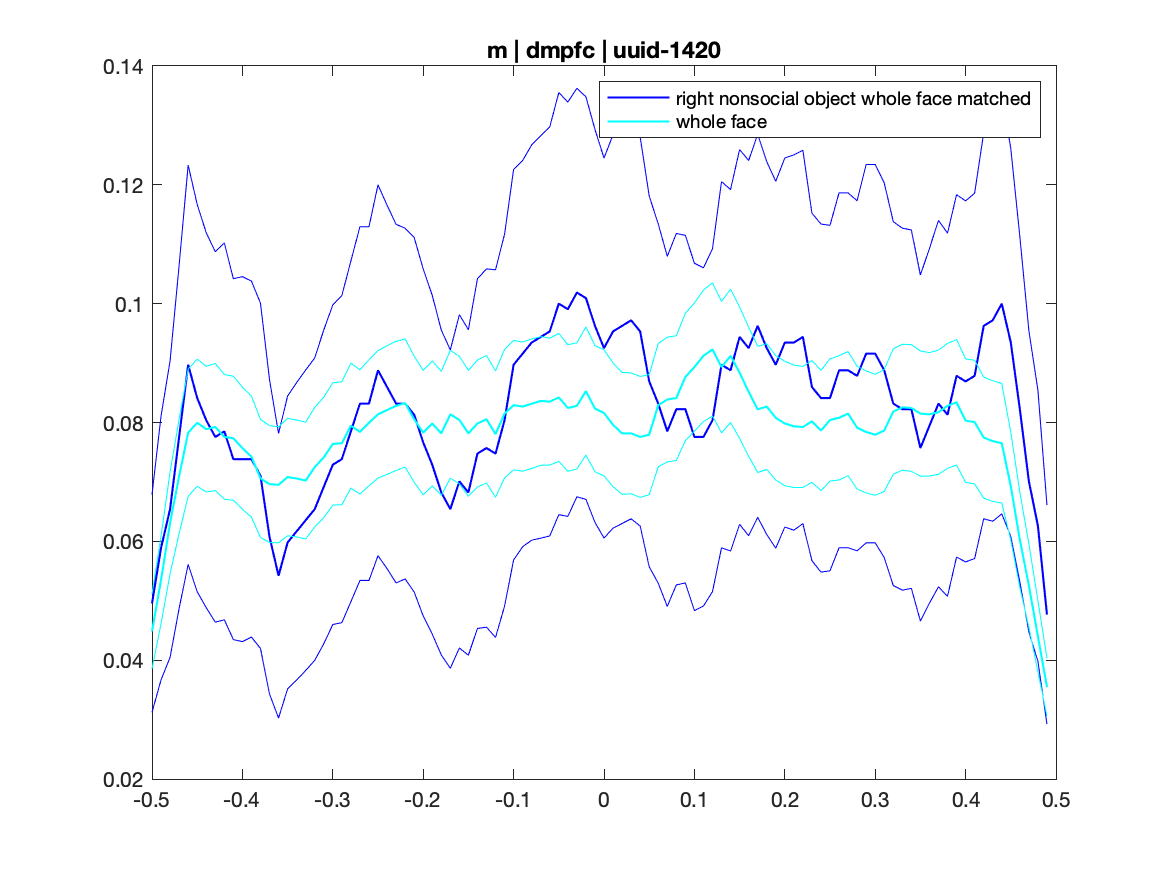 m | dmpfc | uuid-1420
0.14
0.12
0.1
0.08
0.06
0.04
0.02
right nonsocial object whole face matched
whole face
-0.5 -0.4 -0.3 -0.2 -0.1 0 0.1 0.2 0.3 0.4 0.5